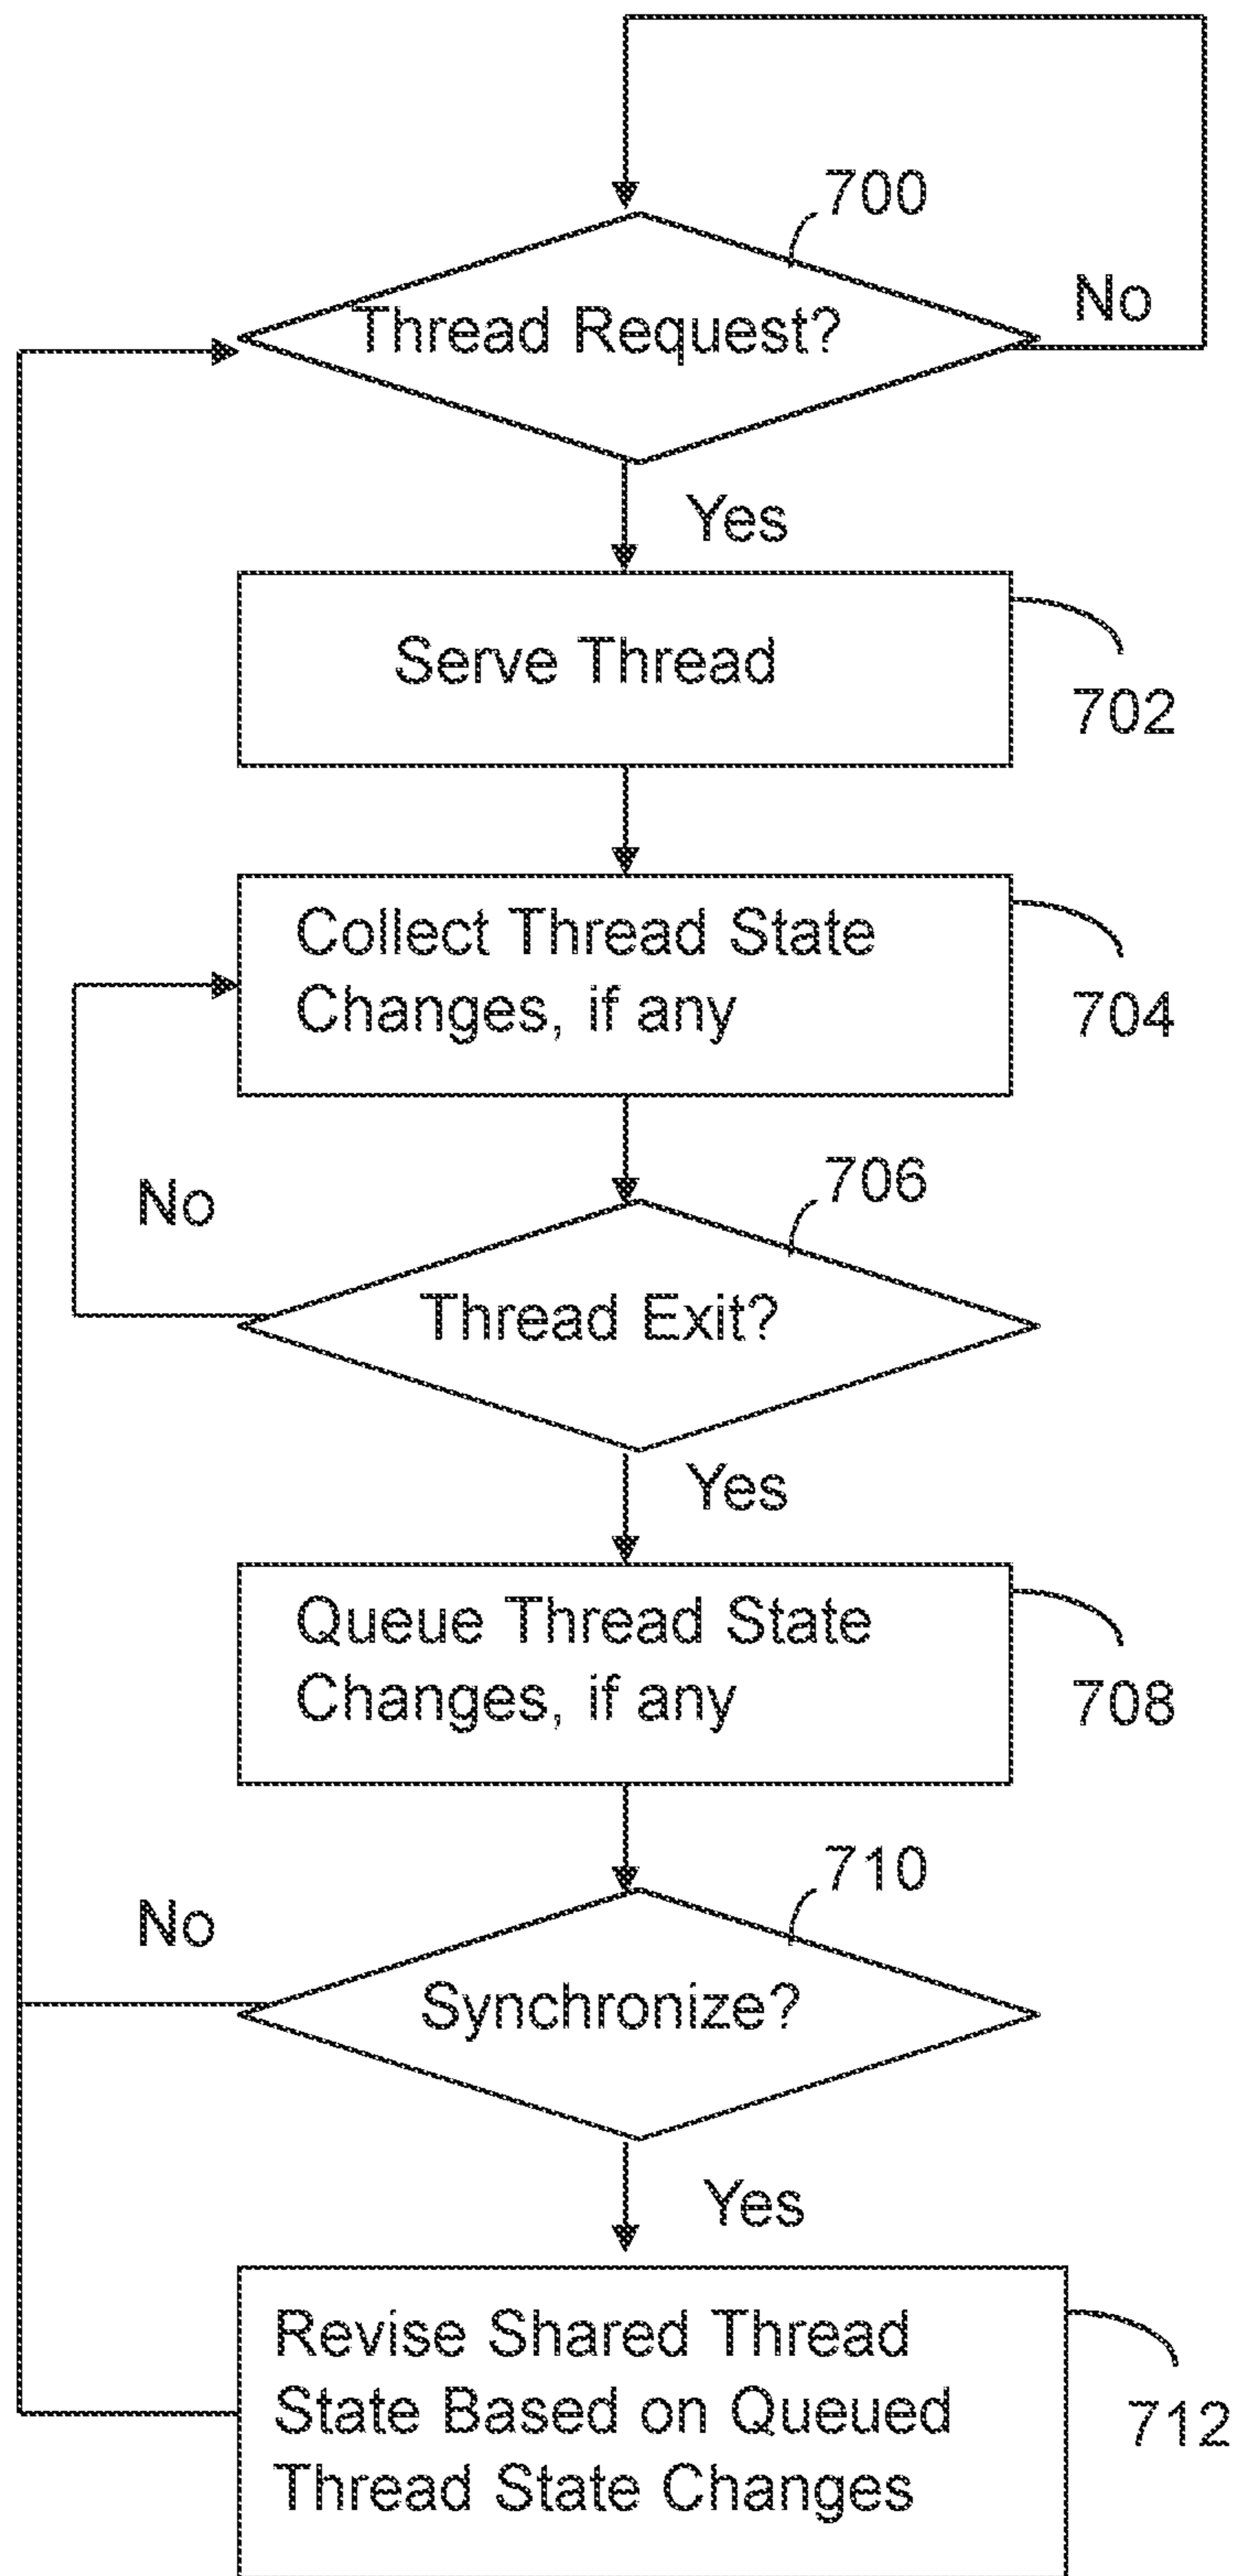 700
No
Thread Request?
Yes
Serve Thread
702
Collect Thread State
Changes, if any
704
No
706
Thread Exit?
Yes
Queue Thread State
Changes, if any
708
710
No
Synchronize?
Yes
Revise Shared Thread
State Based on Queued
Thread State Changes
712